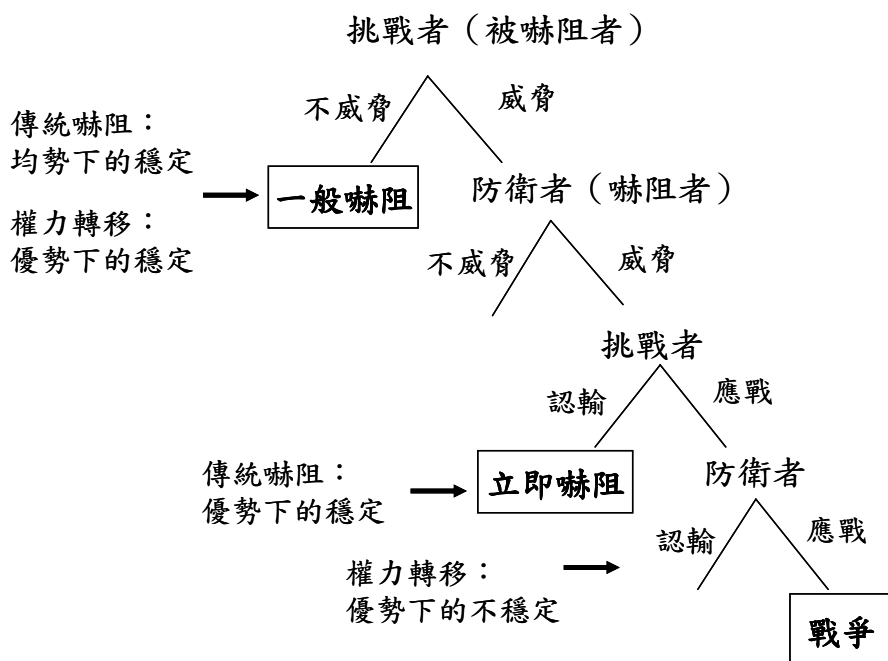 挑戰者（被嚇阻者）
不威脅
威脅
傳統嚇阻：
均勢下的穩定
權力轉移：
優勢下的穩定
一般嚇阻
防衛者（嚇阻者）
不威脅
威脅
挑戰者
認輸
應戰
傳統嚇阻：
優勢下的穩定
立即嚇阻
防衛者
認輸
應戰
權力轉移：
優勢下的不穩定
戰爭